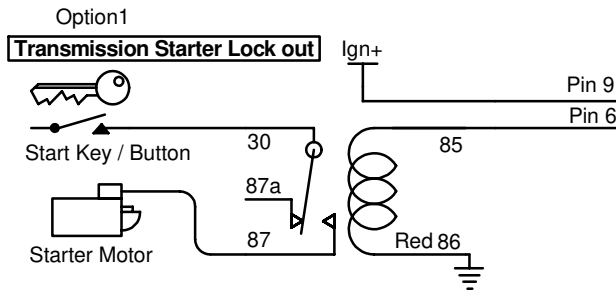 Option1
Transmission Starter Lock out
Ign+
Pin 9
Pin 6
Start Key / Button
30
85
87a
87
Red 86
Starter Motor